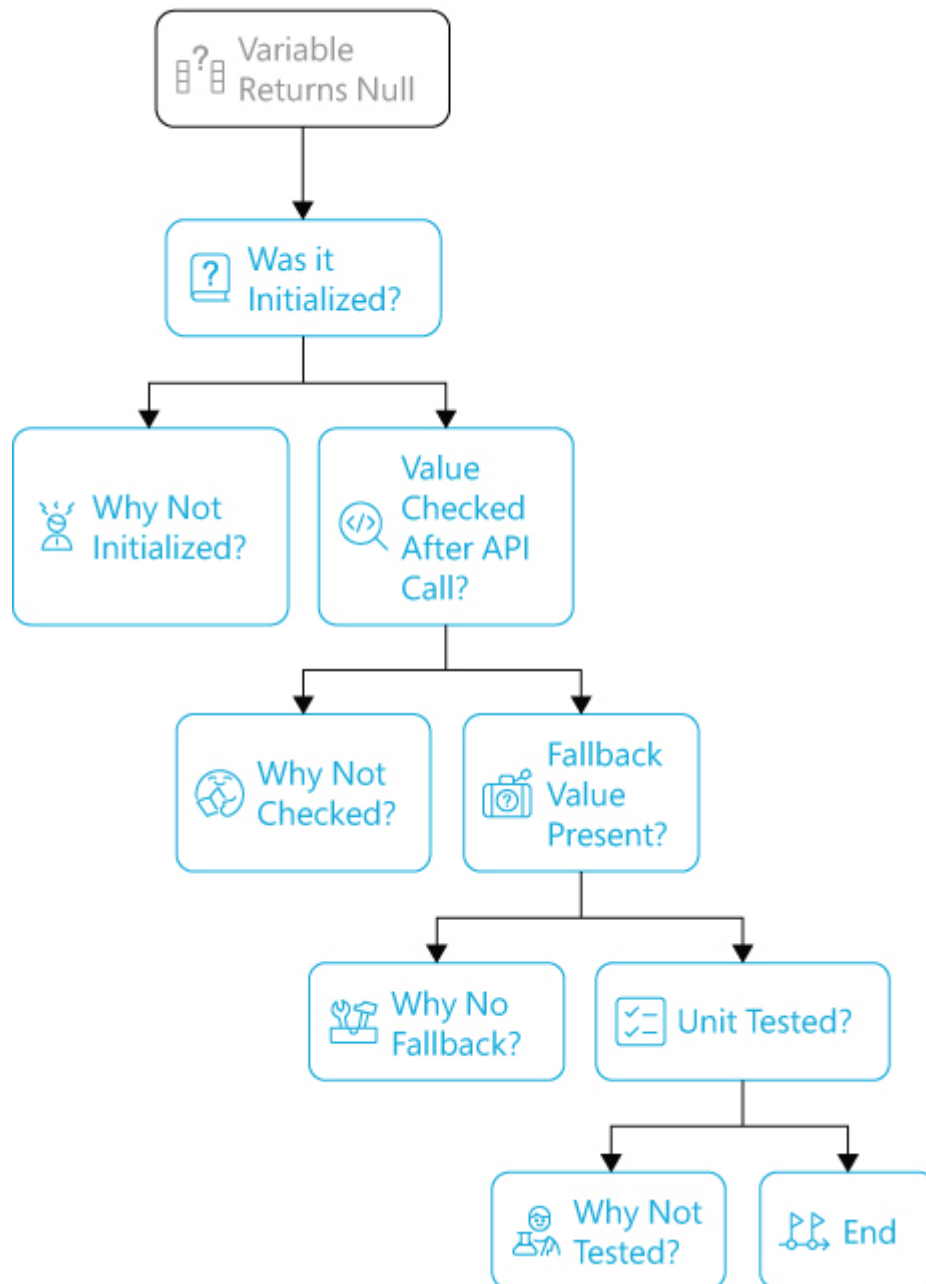 Variable
Returns Null
Was it
Initialized?
Why Not
Initialized?
Value
Checked
After API
Call?
Why Not
Checked?
Fallback
Value
Present?
Why No
Fallback?
Unit Tested?
Why Not
Tested?
End